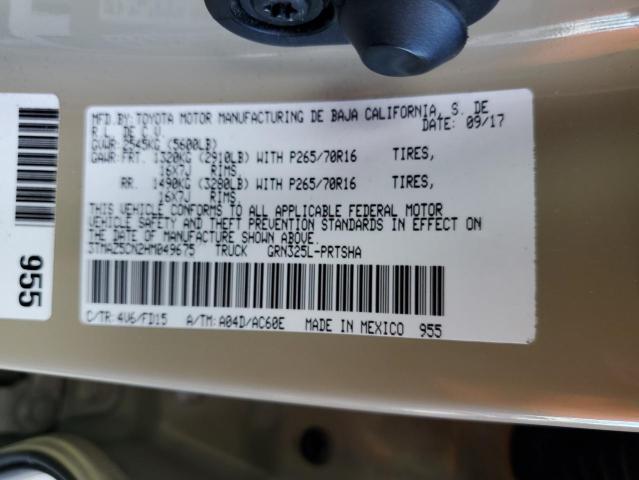 MFD.BY:TOYOTA MOTOR MANUFACTURING DE BAJA CALIFORNIA, S. DE
R.L. DE C.V. DATE: 09/17
GVWR 2545KG (5600LB)
GAWR:FRT. 1320KG (2910LB) WITH P265/70R16 TIRES,
16X7J RIMS,
RR. 1490KG (3280LB) WITH P265/70R16 TIRES,
16X7J RIMS,
THIS VEHICLE CONFORMS TO ALL APPLICABLE FEDERAL MOTOR
VEHICLE SAFETY AND THEFT PREVENTION STANDARDS IN EFFECT ON
THE DATE OF MANUFACTURE SHOWN ABOVE.
3TMAZ5CN2HM049675 TRUCK GRN325L-PRTSHA
C/TR: 4V6/FD15 A/TM: A04D/AC60E MADE IN MEXICO 955
955